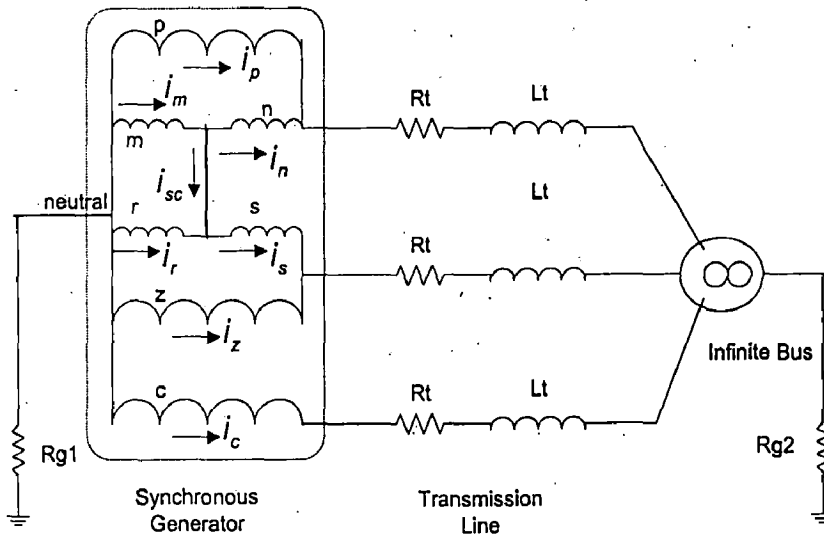 p
i_p
i_m
n
m
i_n
i_sc
neutral
r
s
i_r
i_s
z
i_z
c
i_c
Rg1
Synchronous
Generator
Rt
Lt
Lt
Rt
Rt
Lt
Transmission
Line
Infinite Bus
Rg2